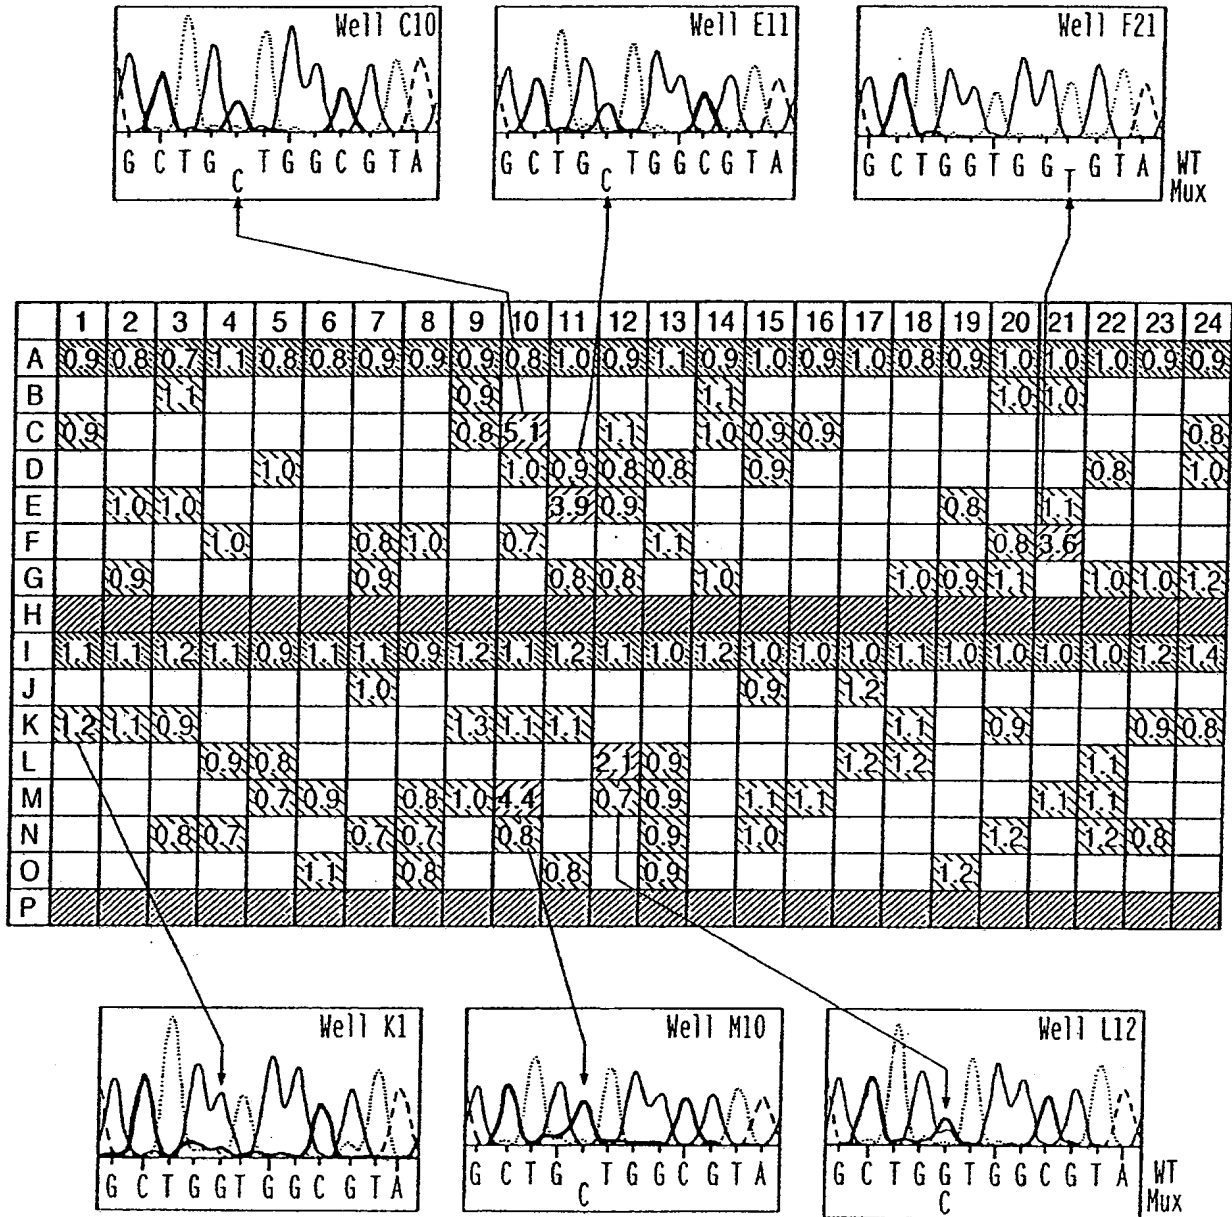 Well C10
G C T G C T G G C G T A
Well E11
G C T G C T G G C G T A
Well F21
G C T G G T G G T G T A
WT
Mux
1 2 3 4 5 6 7 8 9 10 11 12 13 14 15 16 17 18 19 20 21 22 23 24
A 0.9 0.8 0.7 1.1 0.8 0.8 0.9 0.9 0.9 0.8 1.0 0.9 1.1 0.9 1.0 0.9 1.0 0.8 0.9 1.0 1.0 1.0 0.9 0.9
B 1.1 0.9 1.1 1.0 1.0
C 0.9 0.8 5.1 1.1 1.0 0.9 0.9 0.8
D 1.0 1.0 0.9 0.8 0.8 0.9 0.8 1.0
E 1.0 1.0 3.9 0.9 0.8 1.1
F 1.0 0.8 1.0 0.7 1.1 0.8 3.6
G 0.9 0.9 0.8 0.8 1.0 1.0 0.9 1.1 1.0 1.0 1.2
H
I 1.1 1.1 1.2 1.1 0.9 1.1 1.1 0.9 1.2 1.1 1.2 1.1 1.0 1.2 1.0 1.0 1.0 1.1 1.0 1.0 1.0 1.0 1.2 1.4
J 1.0 0.9 1.2
K 1.2 1.1 0.9 1.3 1.1 1.1 1.1 0.9 0.9 0.8
L 0.9 0.8 2.1 0.9 1.2 1.2 1.1
M 0.7 0.9 0.8 1.0 4.4 0.7 0.9 1.1 1.1 1.1 1.1
N 0.8 0.7 0.7 0.7 0.8 0.9 1.0 1.2 1.2 0.8
O 1.1 0.8 0.8 0.9 1.2
P
Well K1
G C T G G T G G C G T A
Well M10
G C T G C T G G C G T A
Well L12
G C T G G T G G C G T A
C
WT
Mux